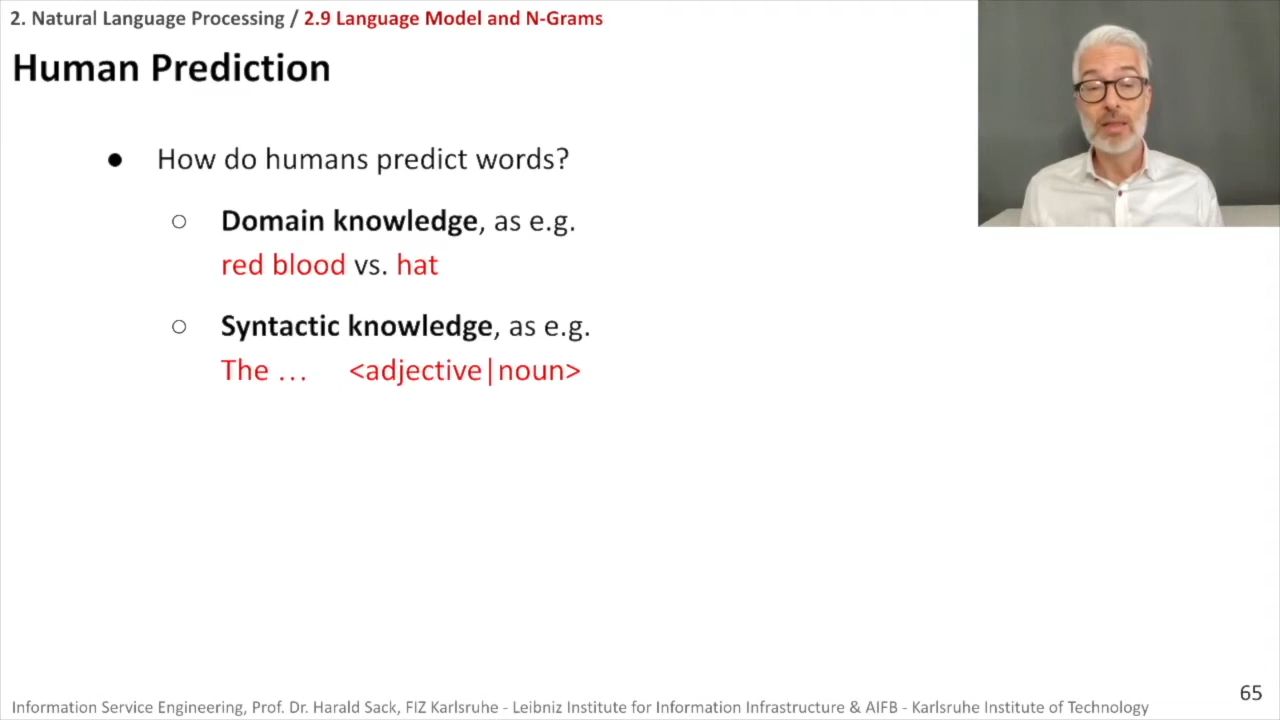 2. Natural Language Processing / 2.9 Language Model and N-Grams
Human Prediction
● How do humans predict words?
○ Domain knowledge, as e.g.
red blood vs. hat
○ Syntactic knowledge, as e.g.
The … <adjective|noun>
65
Information Service Engineering, Prof. Dr. Harald Sack, FIZ Karlsruhe - Leibniz Institute for Information Infrastructure & AIFB - Karlsruhe Institute of Technology